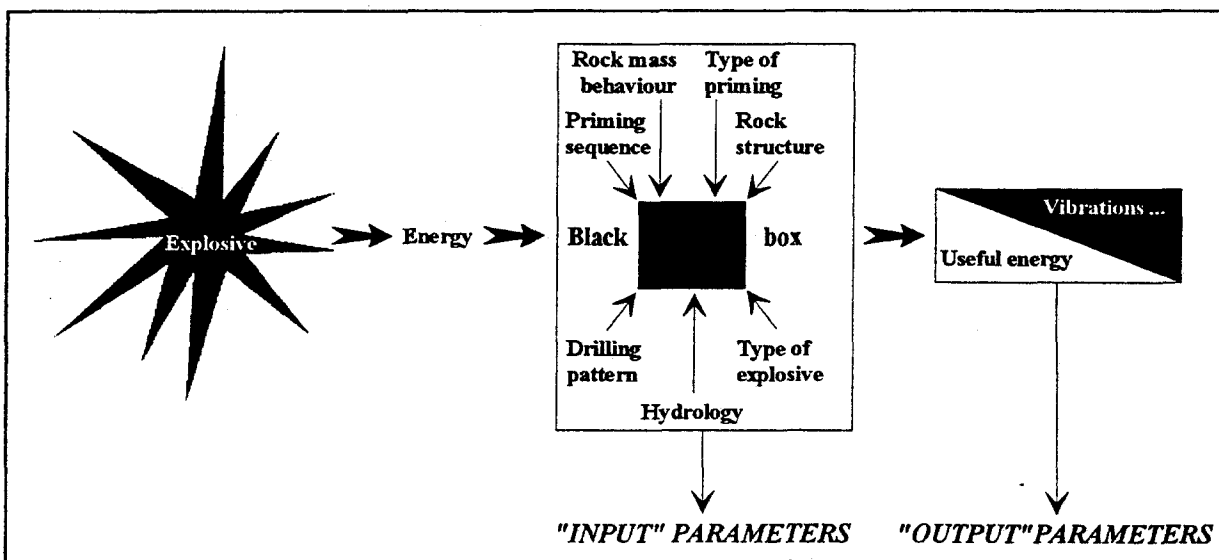 Rock mass
behaviour
Type of
priming
Priming
sequence
Rock
structure
Explosive
Energy
Black
box
Vibrations ...
Useful energy
Drilling
pattern
Type of
explosive
Hydrology
"INPUT" PARAMETERS
"OUTPUT"PARAMETERS